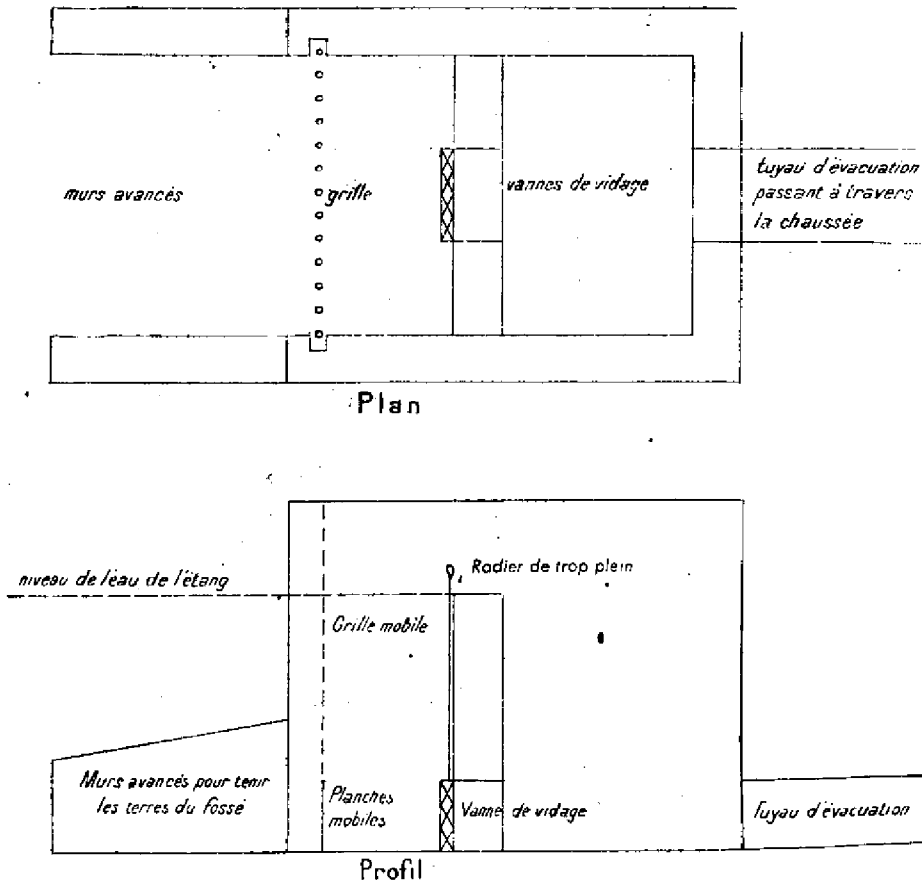 murs avancés
grille
vannes de vidage
tuyau d'évacuation
passant à travers
la chaussée
Plan
niveau de l'eau de l'étang
Radier de trop plein
Grille mobile
Murs avancés pour tenir
les terres du fossé
Planches
mobiles
Vanne de vidage
Tuyau d'évacuation
Profil